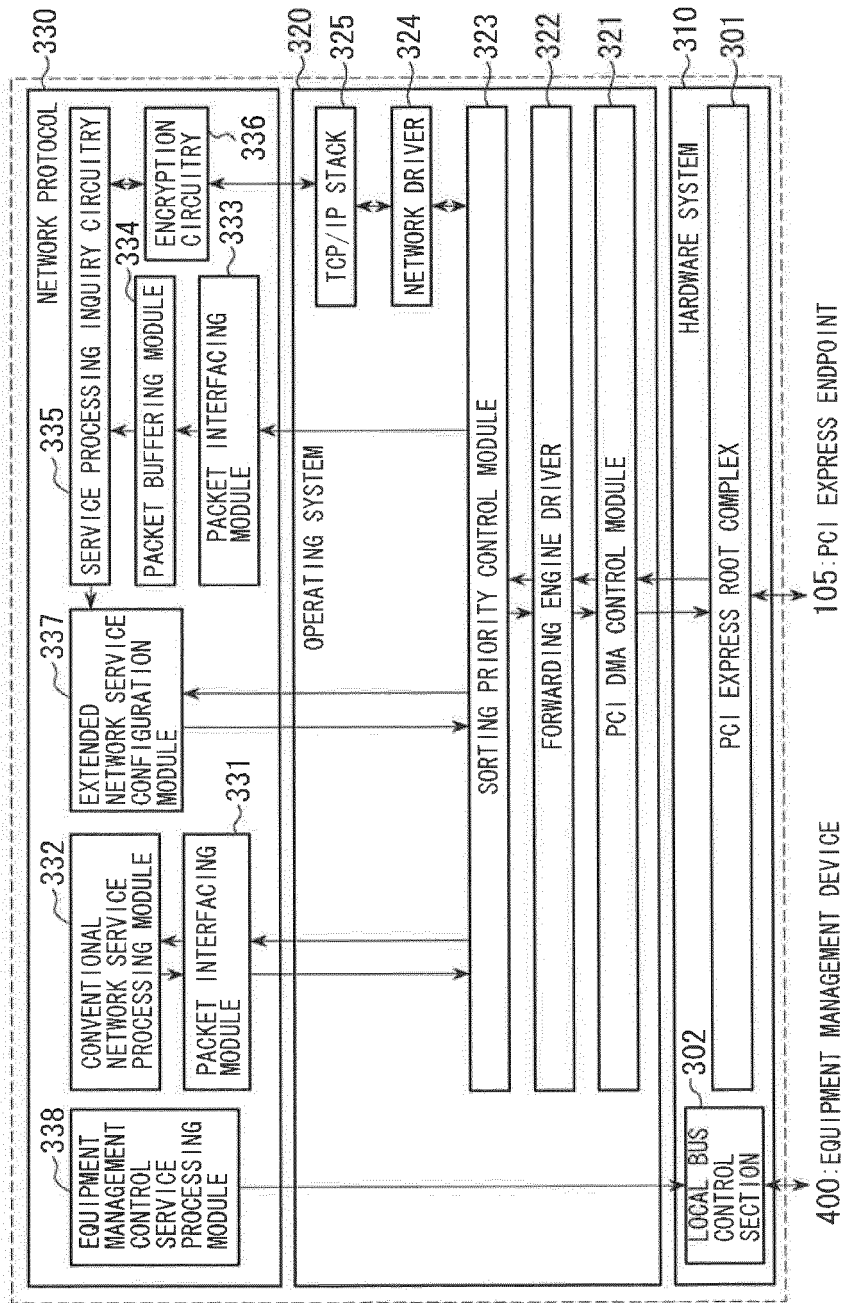 330
NETWORK PROTOCOL
338
EQUIPMENT
MANAGEMENT
CONTROL
SERVICE
PROCESSING
MODULE
332
CONVENTIONAL
NETWORK SERVICE
PROCESSING MODULE
331
PACKET INTERFACING
MODULE
337
EXTENDED
NETWORK SERVICE
CONFIGURATION
MODULE
335
SERVICE PROCESSING INQUIRY CIRCUITRY
334
PACKET BUFFERING MODULE
333
PACKET INTERFACING
MODULE
ENCRYPTION
CIRCUITRY
336
320
OPERATING SYSTEM
TCP/IP STACK
325
NETWORK DRIVER
324
SORTING PRIORITY CONTROL MODULE
323
FORWARDING ENGINE DRIVER
322
PCI DMA CONTROL MODULE
321
310
HARDWARE SYSTEM
302
LOCAL BUS
CONTROL
SECTION
PCI EXPRESS ROOT COMPLEX
301
400:EQUIPMENT MANAGEMENT DEVICE
105:PCI EXPRESS ENDPOINT